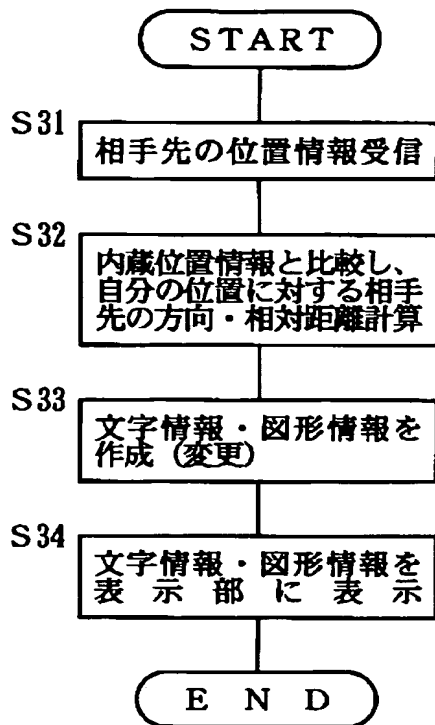 START
S31
相手先の位置情報受信
S32
内蔵位置情報と比較し、
自分の位置に対する相手
先の方向・相対距離計算
S33
文字情報・図形情報を
作成(変更)
S34
文字情報・図形情報を
表示部に表示
END